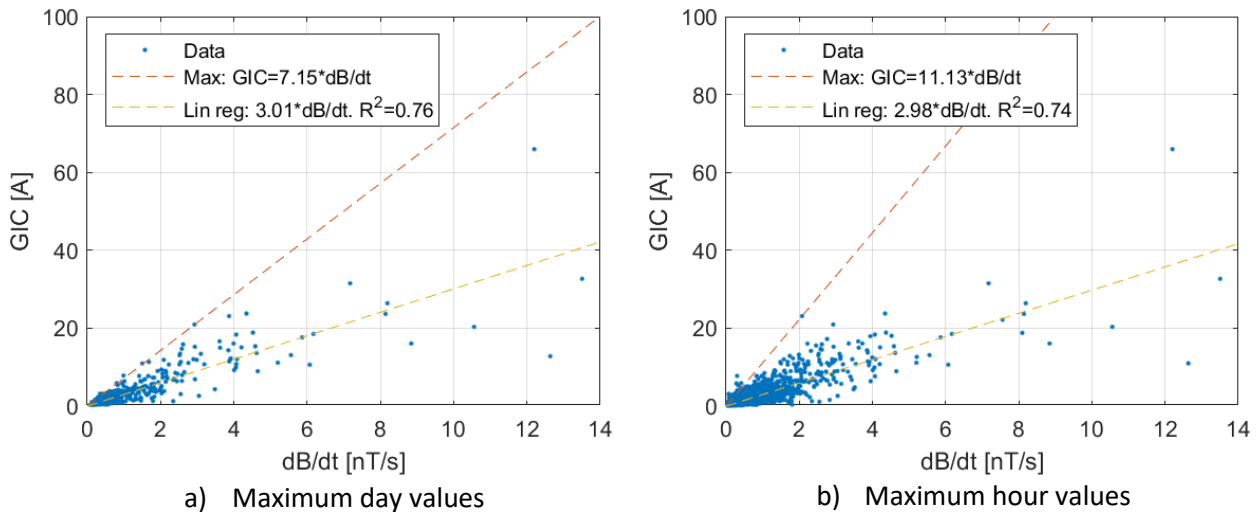 100
80
60
40
20
0
GIC [A]
Data
Max: GIC=7.15*dB/dt
Lin reg: 3.01*dB/dt. R²=0.76
0 2 4 6 8 10 12 14
dB/dt [nT/s]
a) Maximum day values
100
80
60
40
20
0
GIC [A]
Data
Max: GIC=11.13*dB/dt
Lin reg: 2.98*dB/dt. R²=0.74
0 2 4 6 8 10 12 14
dB/dt [nT/s]
b) Maximum hour values